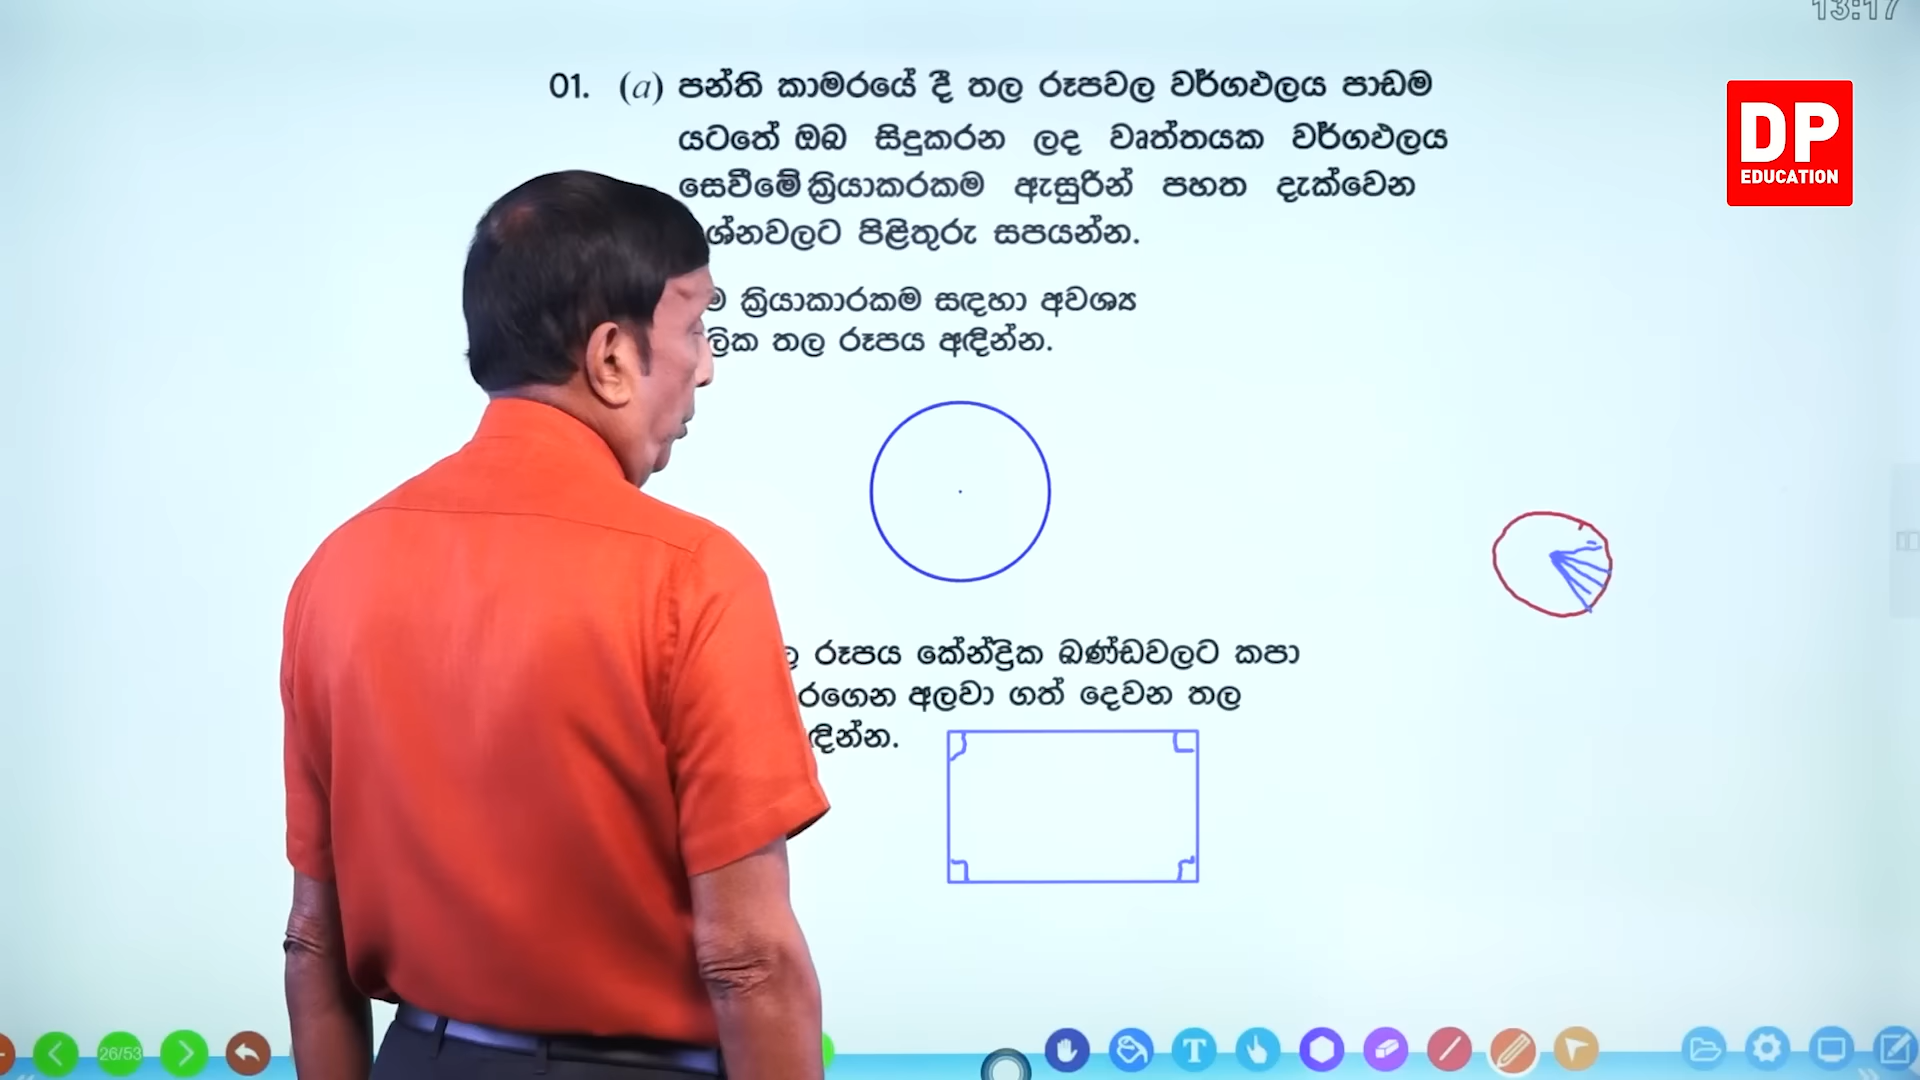 13:17
01. (a) පන්ති කාමරයේ දී තල රූපවල වර්ගඵලය පාඩම
යටතේ ඔබ සිදුකරන ලද වෘත්තයක වර්ගඵලය
සෙවීමේ ක්‍රියාකරකම ඇසුරින් පහත දැක්වෙන
ශ්නවලට පිළිතුරු සපයන්න.
ම ක්‍රියාකාරකම සඳහා අවශ්‍ය
ලික තල රූපය අඳින්න.
රූපය කේන්ද්‍රික ඛණ්ඩවලට කපා
රගෙන අලවා ගත් දෙවන තල
ඳින්න.
DP
EDUCATION
26/53
T